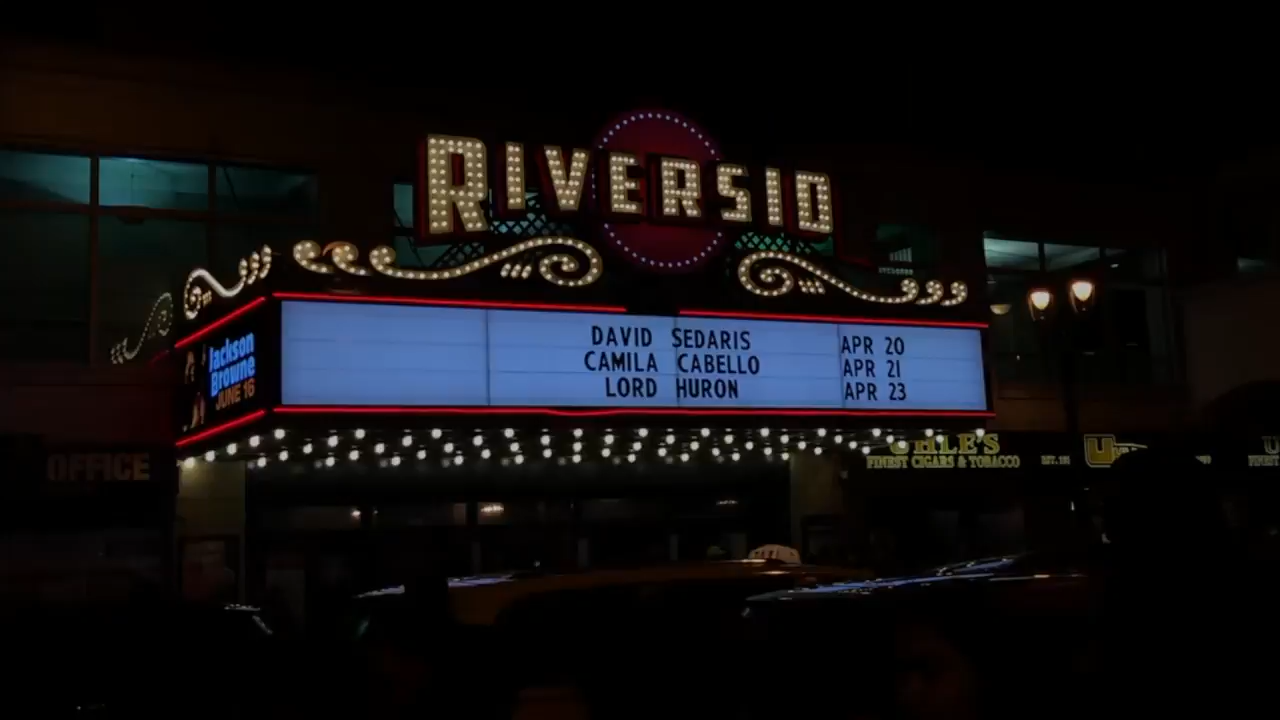 RIVERSID
DAVID SEDARIS APR 20
CAMILA CABELLO APR 21
LORD HURON APR 23
Jackson
Browne
JUNE 16
OFFICE
UHLE'S
FINEST CIGARS & TOBACCO